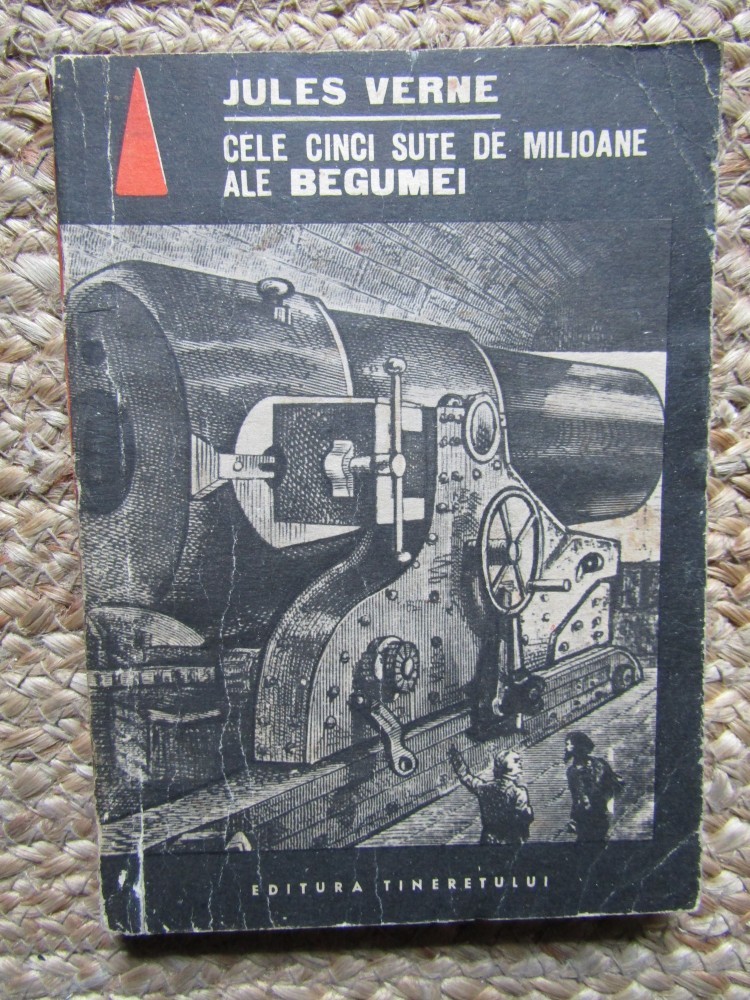 JULES VERNE
CELE CINCI SUTE DE MILIOANE
ALE BEGUMEI
EDITURA TINERETULUI